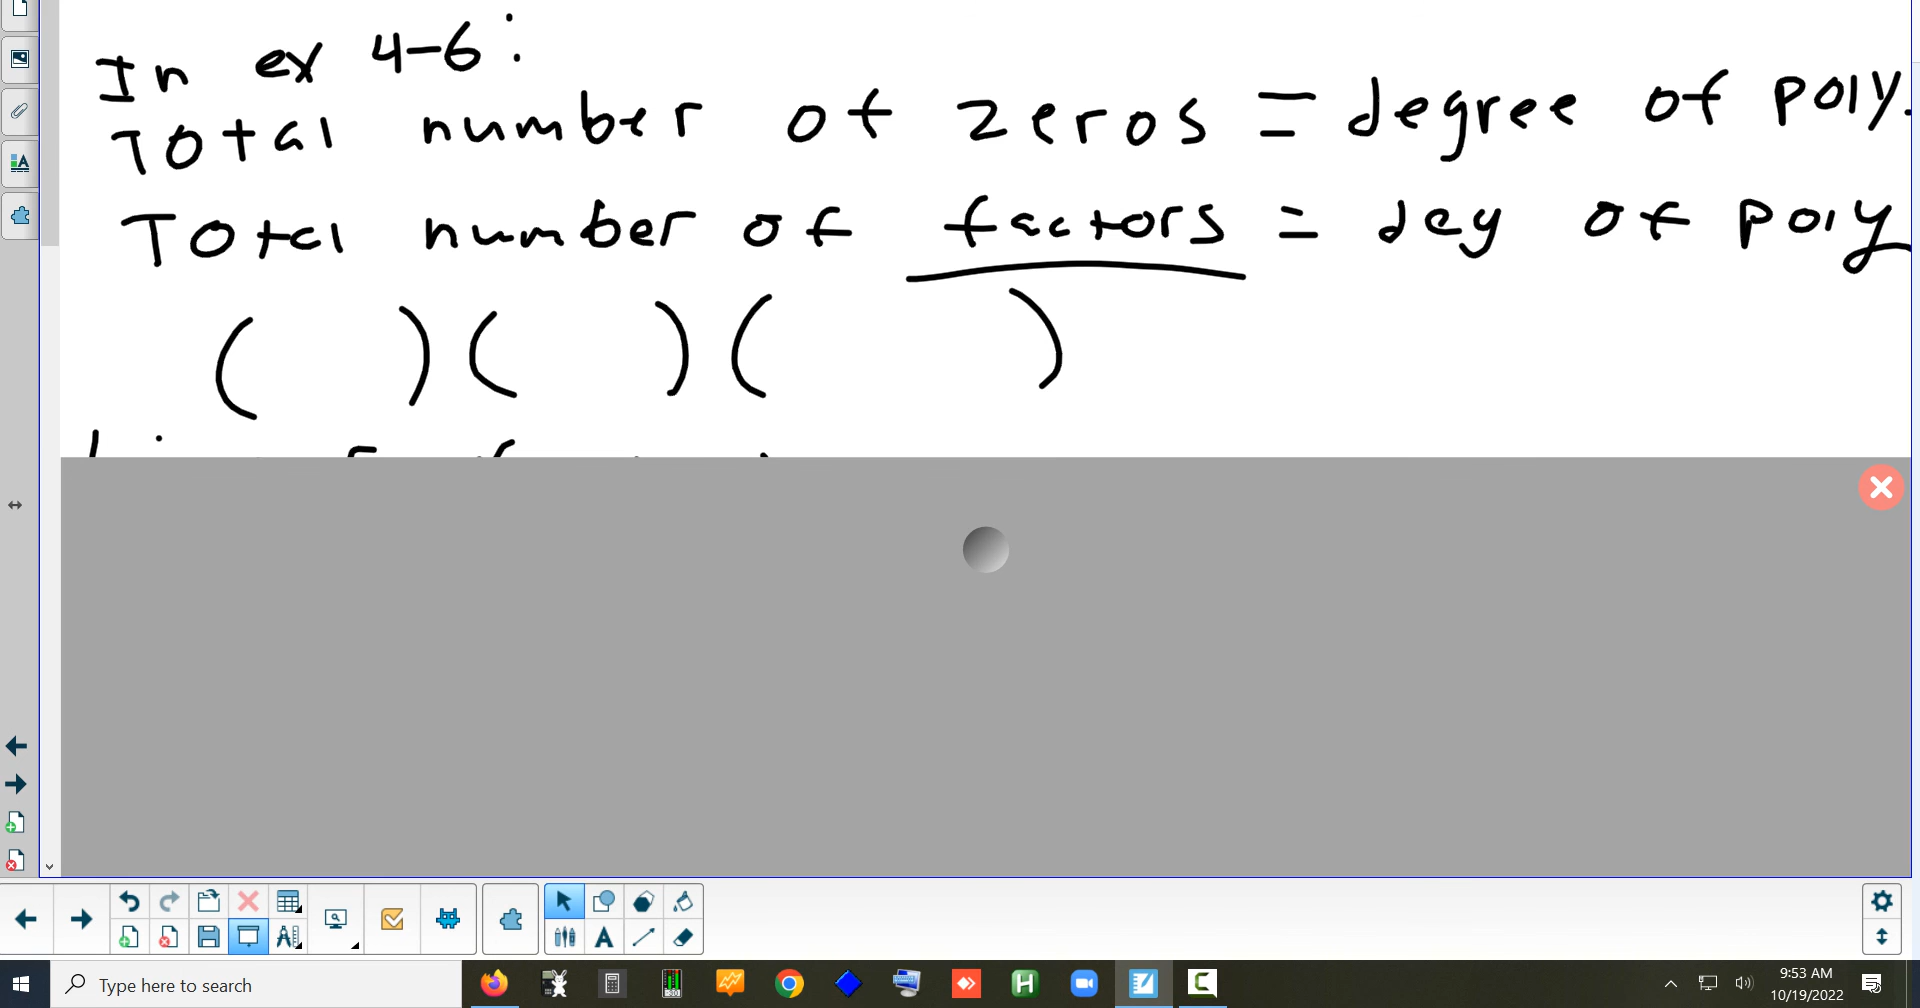 In ex 4-6:
Total number of zeros = degree of poly.
Total number of factors = deg of poly
( ) ( ) ( )
Type here to search
9:53 AM
10/19/2022